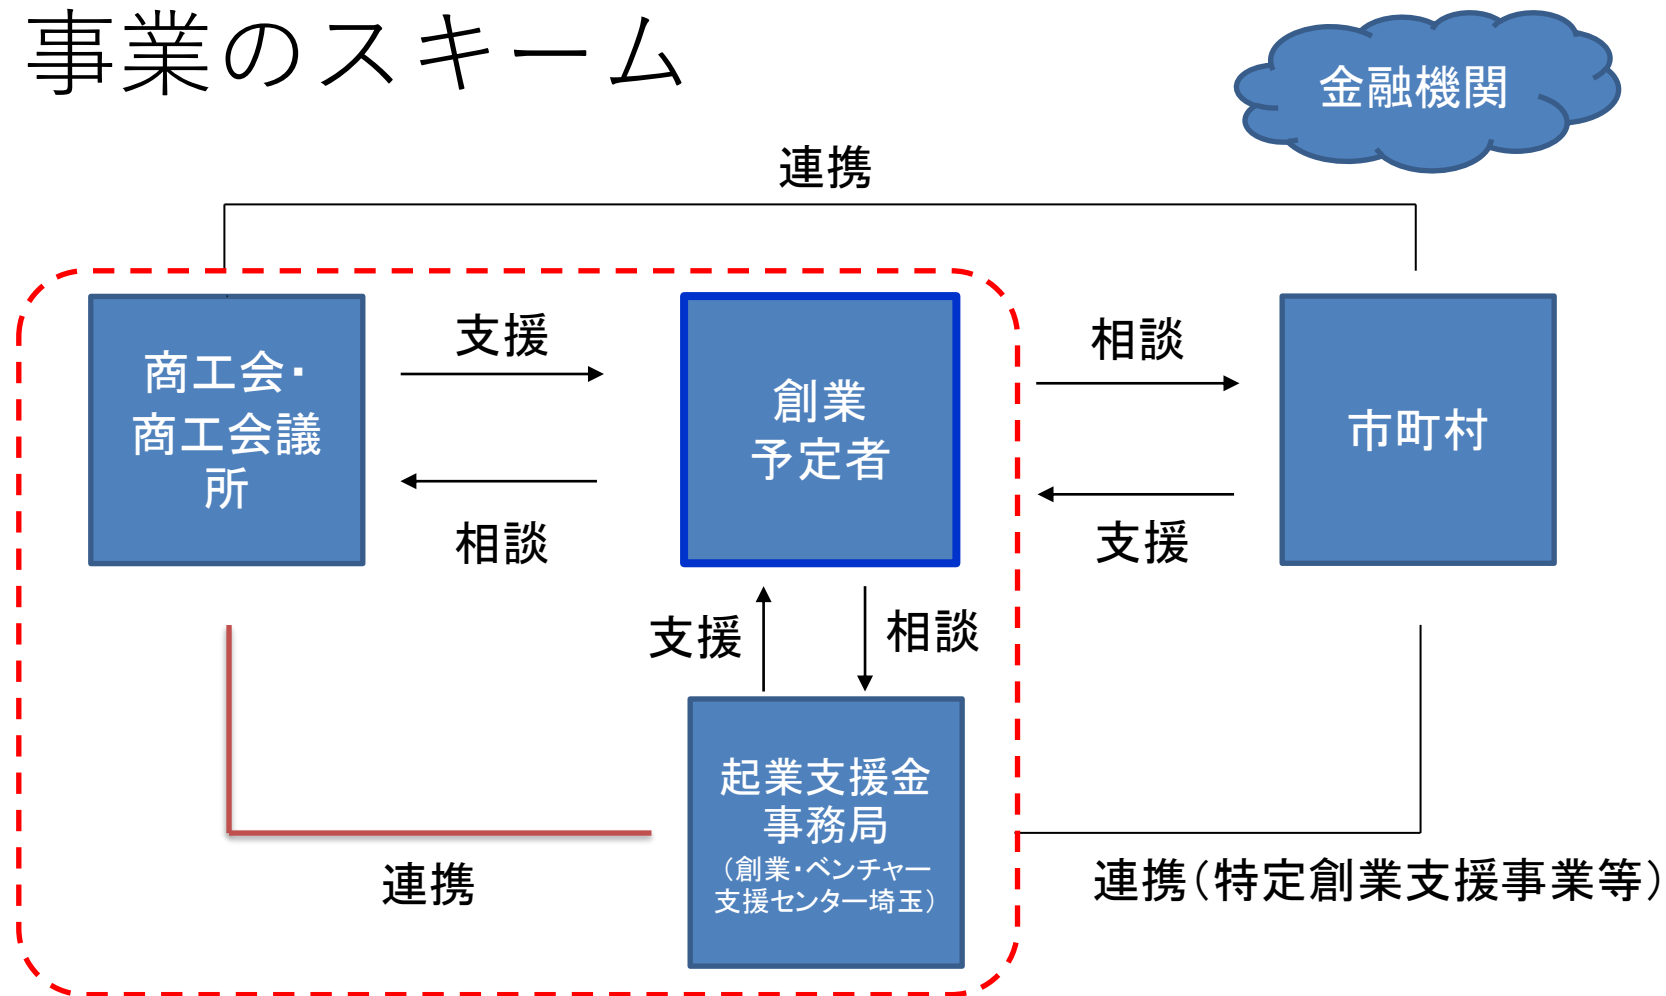 事業のスキーム
金融機関
連携
商工会・
商工会議
所
支援
相談
創業
予定者
相談
支援
市町村
支援
相談
起業支援金
事務局
（創業・ベンチャー
支援センター埼玉）
連携
連携（特定創業支援事業等）